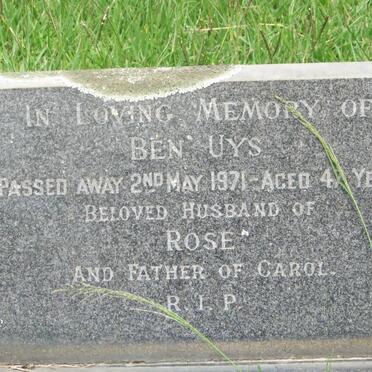 IN LOVING MEMORY OF
BEN UYS
PASSED AWAY 2ND MAY 1971 - AGED
BELOVED HUSBAND OF
ROSE
AND FATHER OF CAROL.
R.I.P.